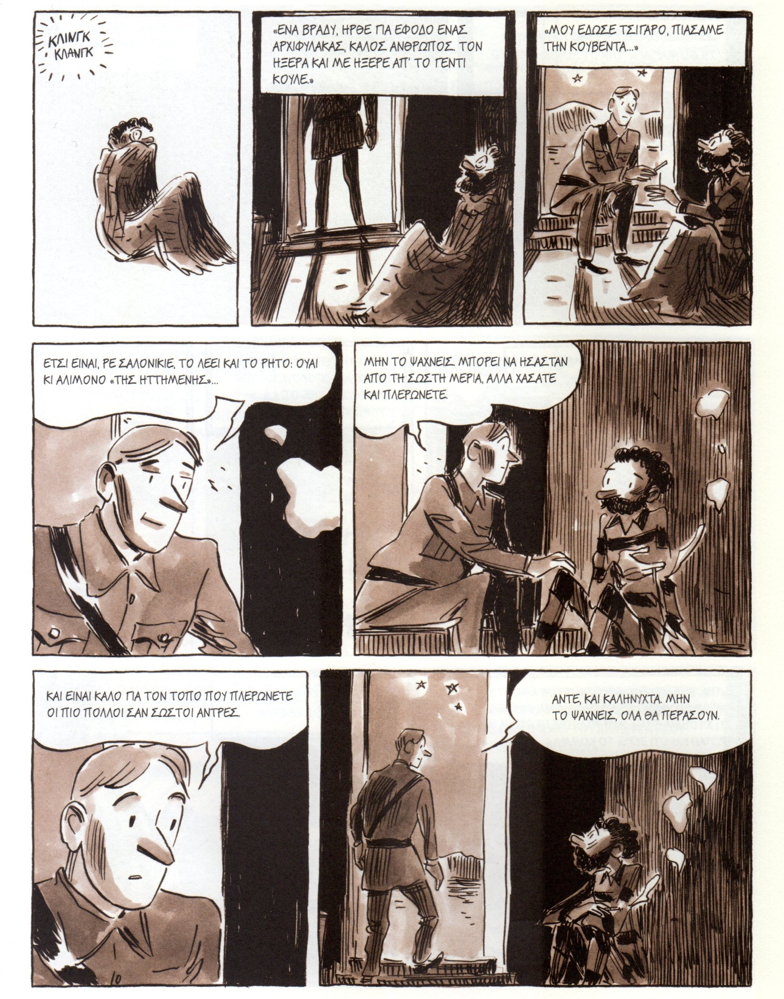 ΚΛΙΝΓΚ
ΚΛΑΝΓΚ
«ΕΝΑ ΒΡΑΔΥ, ΗΡΘΕ ΓΙΑ ΕΦΟΔΟ ΕΝΑΣ
ΑΡΧΙΦΥΛΑΚΑΣ, ΚΑΛΟΣ ΑΝΘΡΩΠΟΣ. ΤΟΝ
ΗΞΕΡΑ ΚΑΙ ΜΕ ΗΞΕΡΕ ΑΠ' ΤΟ ΓΕΝΤΙ
ΚΟΥΛΕ.»
«ΜΟΥ ΕΔΩΣΕ ΤΣΙΓΑΡΟ, ΠΙΑΣΑΜΕ
ΤΗΝ ΚΟΥΒΕΝΤΑ...»
ΕΤΣΙ ΕΙΝΑΙ, ΡΕ ΣΑΛΟΝΙΚΙΕ, ΤΟ ΛΕΕΙ ΚΑΙ ΤΟ ΡΗΤΟ: ΟΥΑΙ
ΚΙ ΑΛΙΜΟΝΟ «ΤΗΣ ΗΤΤΗΜΕΝΗΣ»...
ΜΗΝ ΤΟ ΨΑΧΝΕΙΣ. ΜΠΟΡΕΙ ΝΑ ΗΣΑΣΤΑΝ
ΑΠΟ ΤΗ ΣΩΣΤΗ ΜΕΡΙΑ, ΑΛΛΑ ΧΑΣΑΤΕ
ΚΑΙ ΠΛΕΡΩΝΕΤΕ.
ΚΑΙ ΕΙΝΑΙ ΚΑΛΟ ΓΙΑ ΤΟΝ ΤΟΠΟ ΠΟΥ ΠΛΕΡΩΝΕΤΕ
ΟΙ ΠΙΟ ΠΟΛΛΟΙ ΣΑΝ ΣΩΣΤΟΙ ΑΝΤΡΕΣ.
ΑΝΤΕ, ΚΑΙ ΚΑΛΗΝΥΧΤΑ. ΜΗΝ
ΤΟ ΨΑΧΝΕΙΣ, ΟΛΑ ΘΑ ΠΕΡΑΣΟΥΝ.